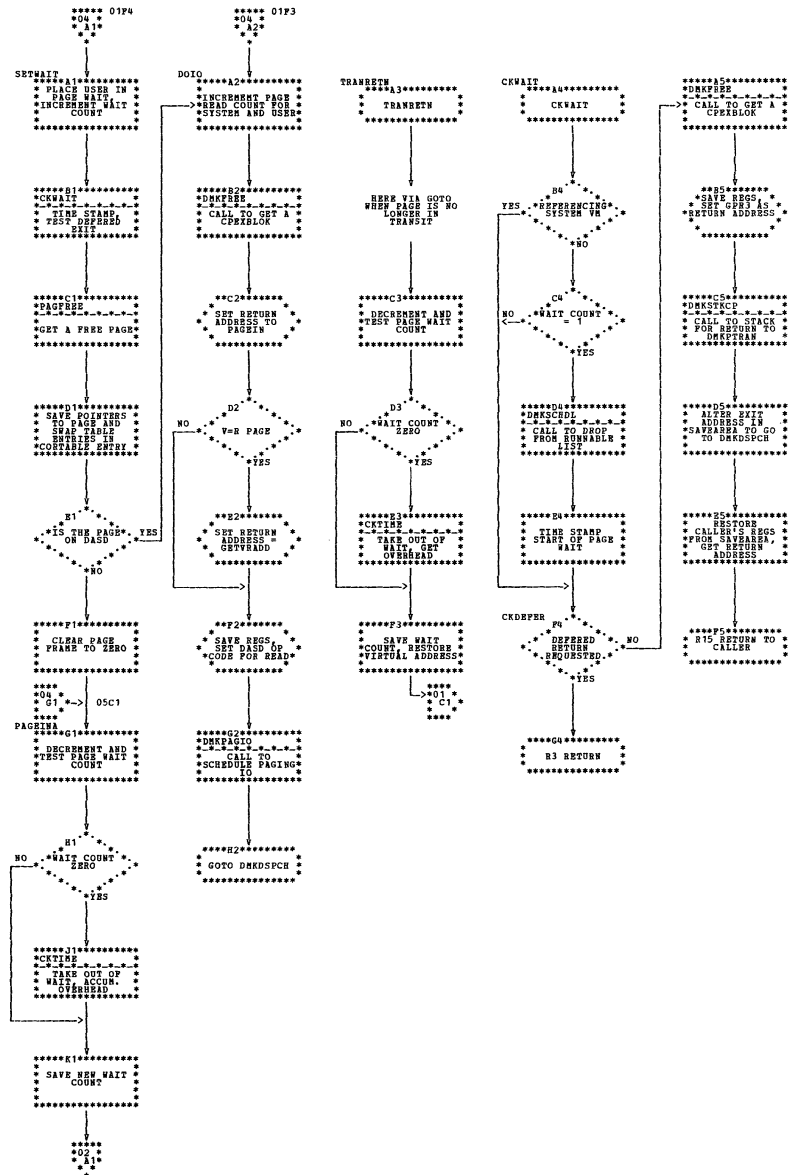 04 A1
01F4
SETWAIT
A1
PLACE USER IN
PAGE WAIT,
INCREMENT WAIT
COUNT
B1
CKWAIT
TIME STAMP,
TEST DEFERED
EXIT
C1
PAGFREE
GET A FREE PAGE
D1
SAVE POINTERS
TO PAGE AND
SWAP TABLE
ENTRIES IN
CORTABLE ENTRY
E1
IS THE PAGE
ON DASD
YES
NO
F1
CLEAR PAGE
FRAME TO ZERO
04
G1
05C1
PAGEINA
G1
DECREMENT AND
TEST PAGE WAIT
COUNT
H1
WAIT COUNT
ZERO
NO
YES
J1
CKTIME
TAKE OUT OF
WAIT, ACCUM.
OVERHEAD
K1
SAVE NEW WAIT
COUNT
02
A1
04
A2
01F3
DOIO
A2
INCREMENT PAGE
READ COUNT FOR
SYSTEM AND USER
B2
DMKFREE
CALL TO GET A
CPEXBLOK
C2
SET RETURN
ADDRESS TO
PAGEIN
D2
V=R PAGE
NO
YES
E2
SET RETURN
ADDRESS =
GETVRADD
F2
SAVE REGS,
SET DASD OP
CODE FOR READ
G2
DMKPAGIO
CALL TO
SCHEDULE PAGING
IO
H2
GOTO DMKDSPCH
TRANRETN
A3
TRANRETN
HERE VIA GOTO
WHEN PAGE IS NO
LONGER IN
TRANSIT
C3
DECREMENT AND
TEST PAGE WAIT
COUNT
D3
WAIT COUNT
ZERO
NO
YES
E3
CKTIME
TAKE OUT OF
WAIT, GET
OVERHEAD
F3
SAVE WAIT
COUNT, RESTORE
VIRTUAL ADDRESS
01
C1
CKWAIT
A4
CKWAIT
B4
REFERENCING
SYSTEM VM
YES
NO
C4
WAIT COUNT
= 1
NO
YES
D4
DMKSCHDL
CALL TO DROP
FROM RUNNABLE
LIST
E4
TIME STAMP
START OF PAGE
WAIT
CKDEFER
F4
DEFERED
RETURN
REQUESTED
NO
YES
G4
R3 RETURN
A5
DMKFREE
CALL TO GET A
CPEXBLOK
B5
SAVE REGS,
SET GPR3 AS
RETURN ADDRESS
C5
DMKSTKCP
CALL TO STACK
FOR RETURN TO
DMKPTRAN
D5
ALTER EXIT
ADDRESS IN
SAVEAREA TO GO
TO DMKDSPCH
E5
RESTORE
CALLER'S REGS
FROM SAVEAREA,
GET RETURN
ADDRESS
F5
R15 RETURN TO
CALLER